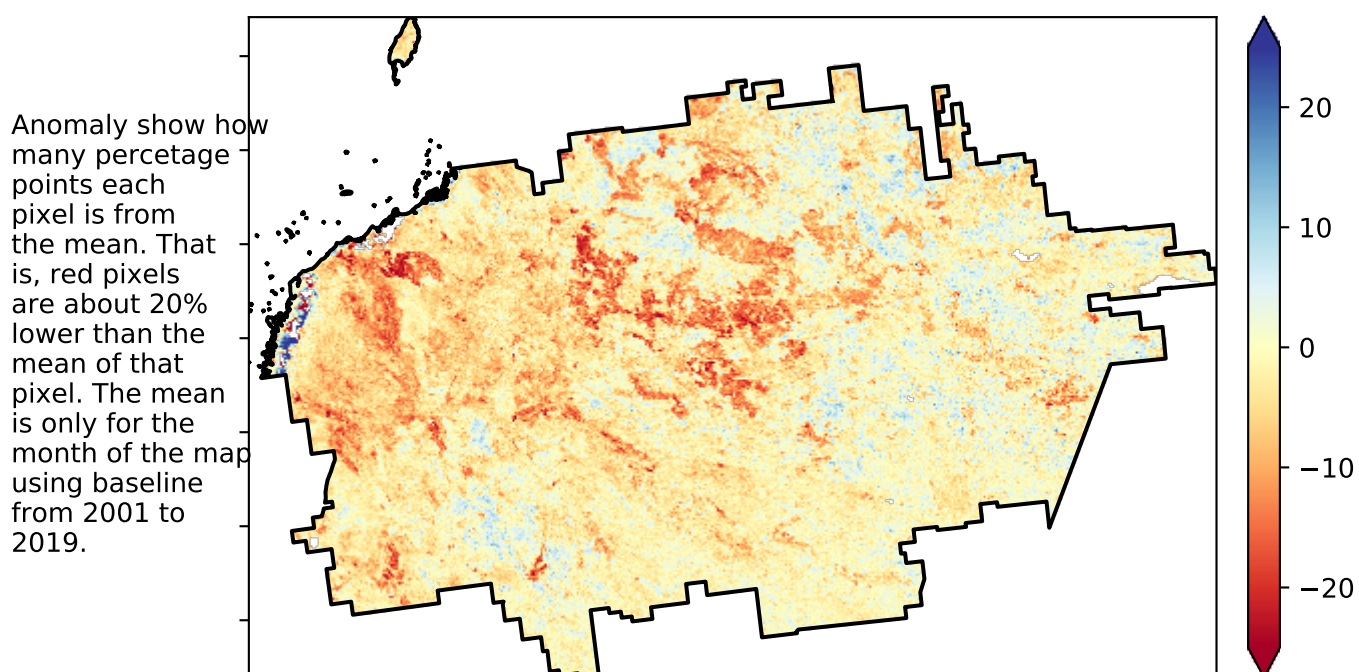 Anomaly show how
many percetage
points each
pixel is from
the mean. That
is, red pixels
are about 20%
lower than the
mean of that
pixel. The mean
is only for the
month of the map
using baseline
from 2001 to
2019.
20
10
0
−10
−20